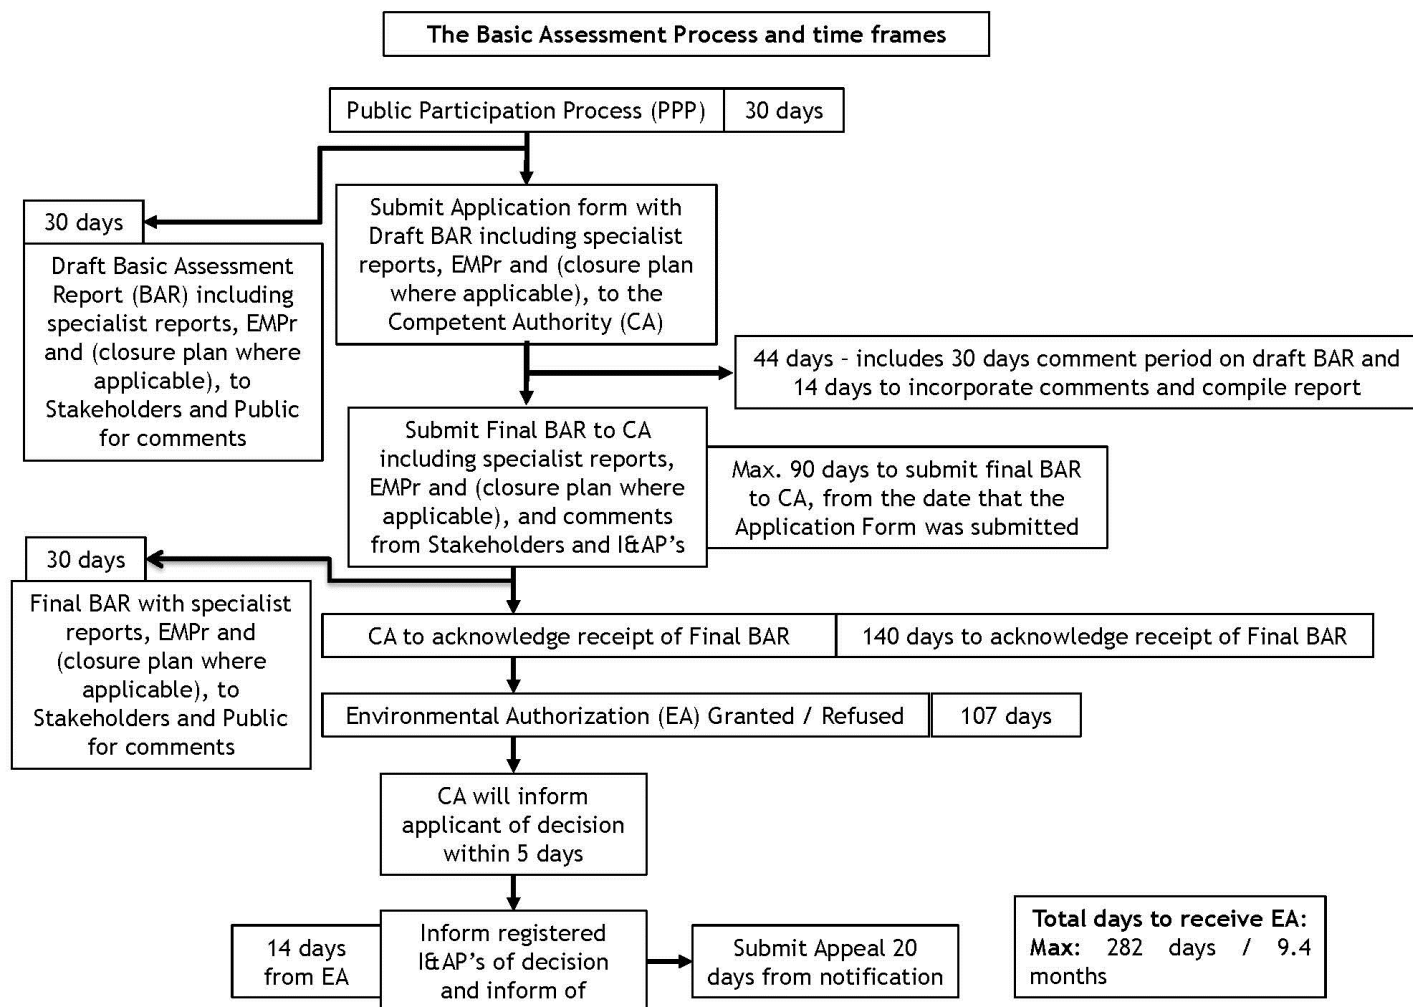 The Basic Assessment Process and time frames
Public Participation Process (PPP)
30 days
30 days
Draft Basic Assessment
Report (BAR) including
specialist reports, EMPr
and (closure plan where
applicable), to
Stakeholders and Public
for comments
Submit Application form with
Draft BAR including specialist
reports, EMPr and (closure plan
where applicable), to the
Competent Authority (CA)
44 days - includes 30 days comment period on draft BAR and
14 days to incorporate comments and compile report
Submit Final BAR to CA
including specialist reports,
EMPr and (closure plan where
applicable), and comments
from Stakeholders and I&AP’s
Max. 90 days to submit final BAR
to CA, from the date that the
Application Form was submitted
30 days
Final BAR with specialist
reports, EMPr and
(closure plan where
applicable), to
Stakeholders and Public
for comments
CA to acknowledge receipt of Final BAR
140 days to acknowledge receipt of Final BAR
Environmental Authorization (EA) Granted / Refused
107 days
CA will inform
applicant of decision
within 5 days
14 days
from EA
Inform registered
I&AP’s of decision
and inform of
Submit Appeal 20
days from notification
Total days to receive EA:
Max: 282 days / 9.4
months